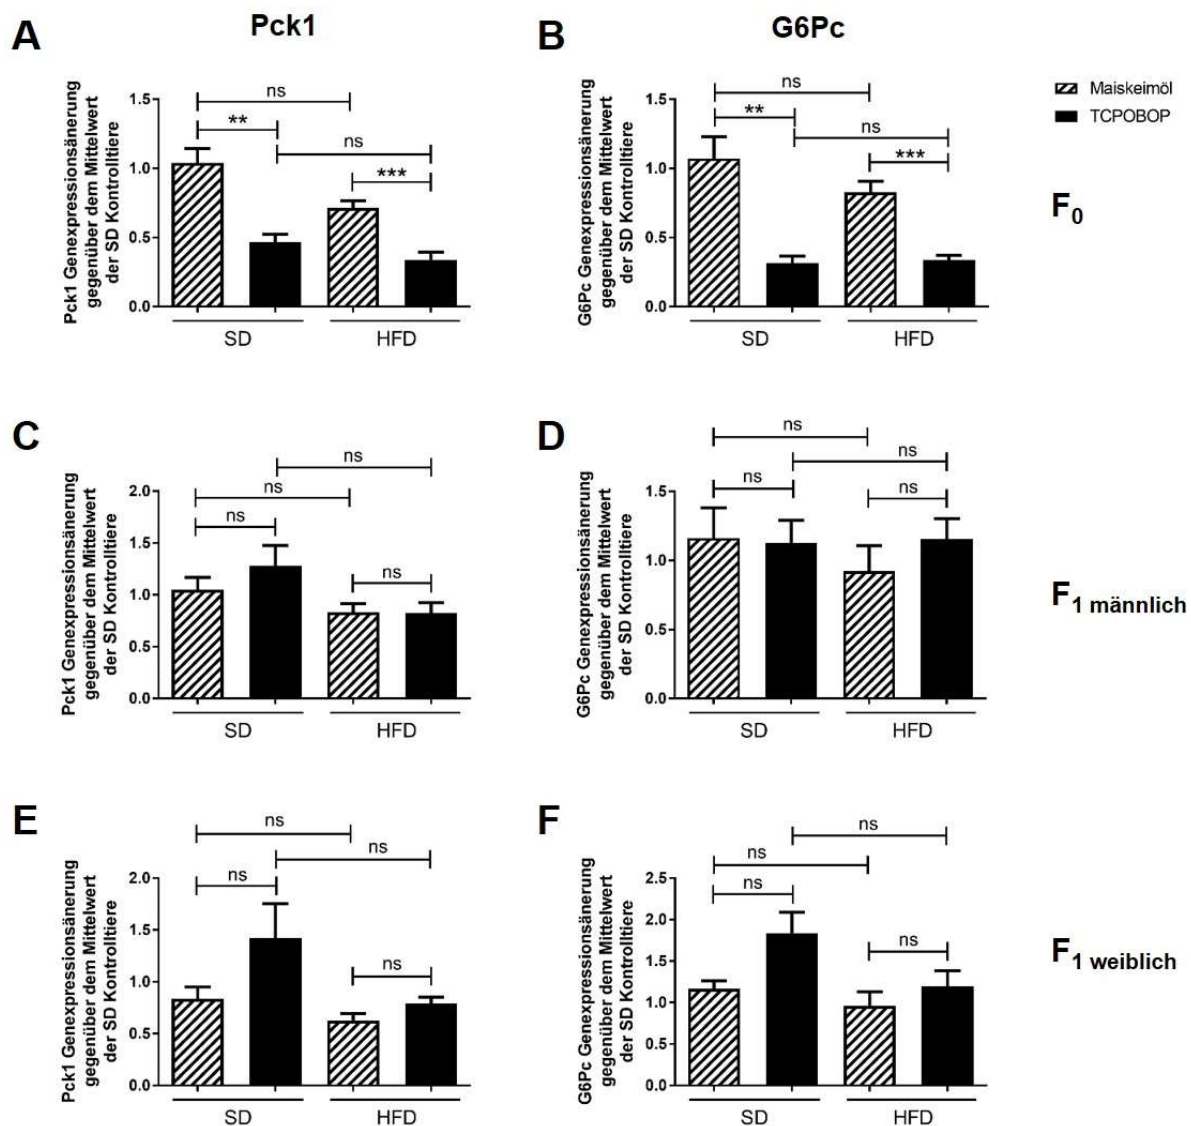 A
Pck1
B
G6Pc
Pck1 Genexpressionsänerung
gegenüber dem Mittelwert
der SD Kontrolltiere
1.5
1.0
0.5
0.0
ns
**
ns
***
SD
HFD
G6Pc Genexpressionsänerung
gegenüber dem Mittelwert
der SD Kontrolltiere
1.5
1.0
0.5
0.0
ns
**
ns
***
SD
HFD
Maiskeimöl
TCPOBOP
F0
C
Pck1 Genexpressionsänerung
gegenüber dem Mittelwert
der SD Kontrolltiere
2.0
1.5
1.0
0.5
0.0
ns
ns
ns
ns
SD
HFD
D
G6Pc Genexpressionsänerung
gegenüber dem Mittelwert
der SD Kontrolltiere
1.5
1.0
0.5
0.0
ns
ns
ns
ns
SD
HFD
F1 männlich
E
Pck1 Genexpressionsänerung
gegenüber dem Mittelwert
der SD Kontrolltiere
2.0
1.5
1.0
0.5
0.0
ns
ns
ns
ns
SD
HFD
F
G6Pc Genexpressionsänerung
gegenüber dem Mittelwert
der SD Kontrolltiere
2.5
2.0
1.5
1.0
0.5
0.0
ns
ns
ns
ns
SD
HFD
F1 weiblich